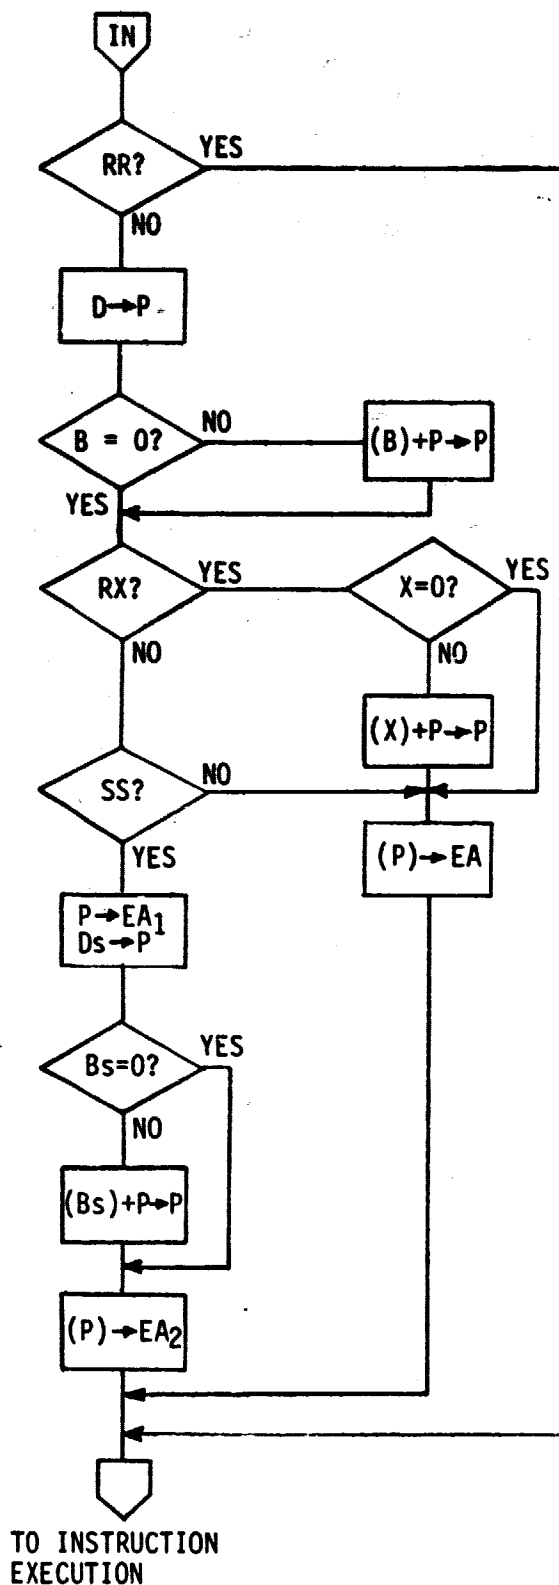 IN
RR?
YES
NO
D→P
B = 0?
NO
(B)+P→P
YES
RX?
YES
X=0?
YES
NO
NO
(X)+P→P
SS?
NO
YES
(P)→EA
P→EA1
Ds→P
Bs=0?
YES
NO
(Bs)+P→P
(P)→EA2
TO INSTRUCTION
EXECUTION